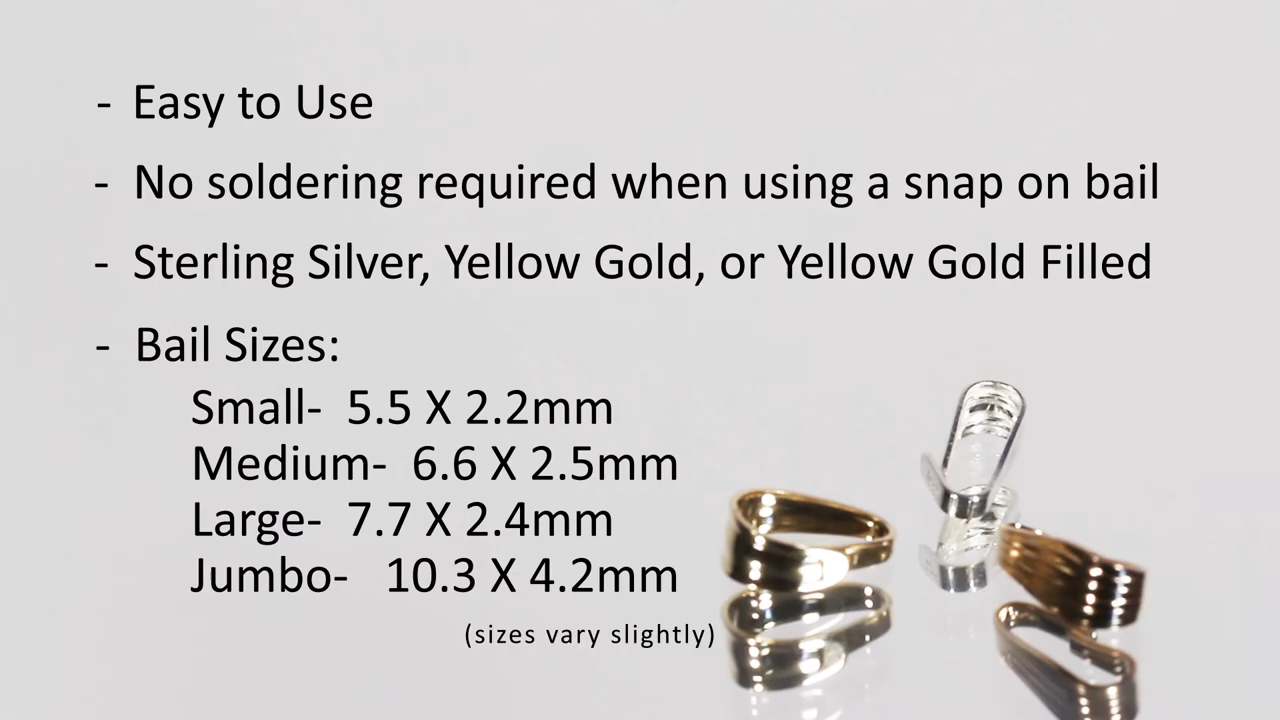 - Easy to Use
- No soldering required when using a snap on bail
- Sterling Silver, Yellow Gold, or Yellow Gold Filled
- Bail Sizes:
Small- 5.5 X 2.2mm
Medium- 6.6 X 2.5mm
Large- 7.7 X 2.4mm
Jumbo- 10.3 X 4.2mm
(sizes vary slightly)